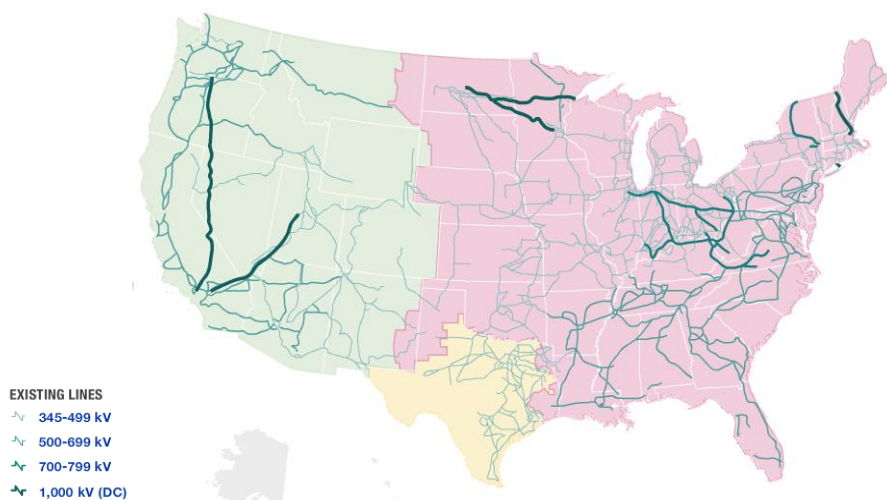 EXISTING LINES
345-499 kV
500-699 kV
700-799 kV
1,000 kV (DC)